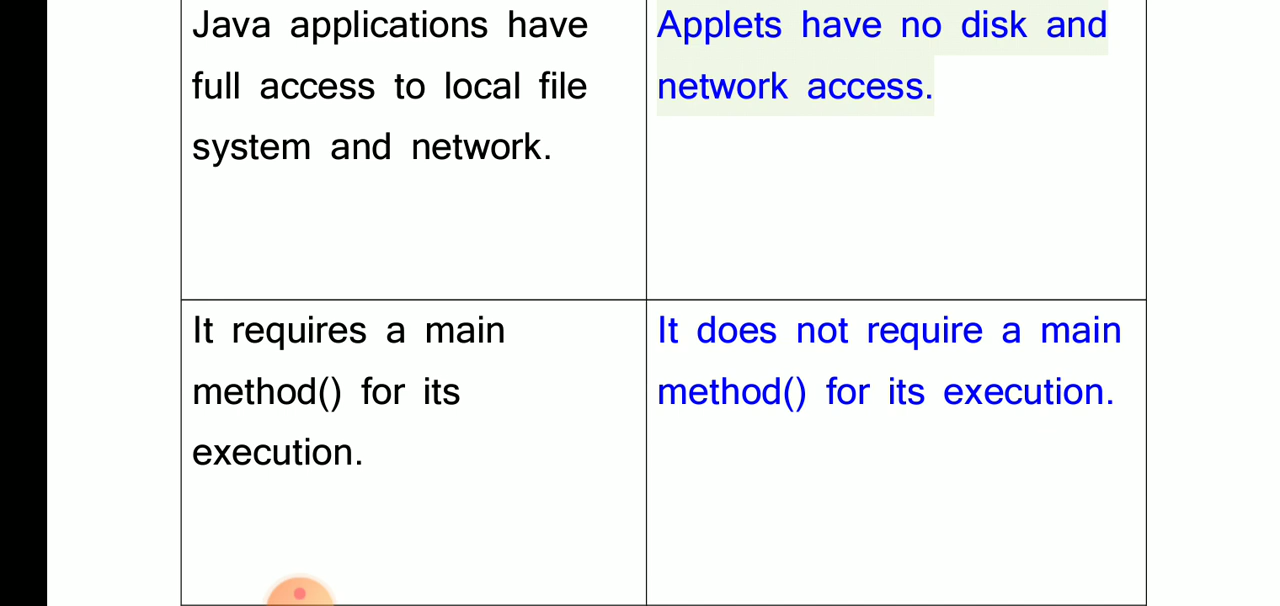 Java applications have
full access to local file
system and network.
Applets have no disk and
network access.
It requires a main
method() for its
execution.
It does not require a main
method() for its execution.